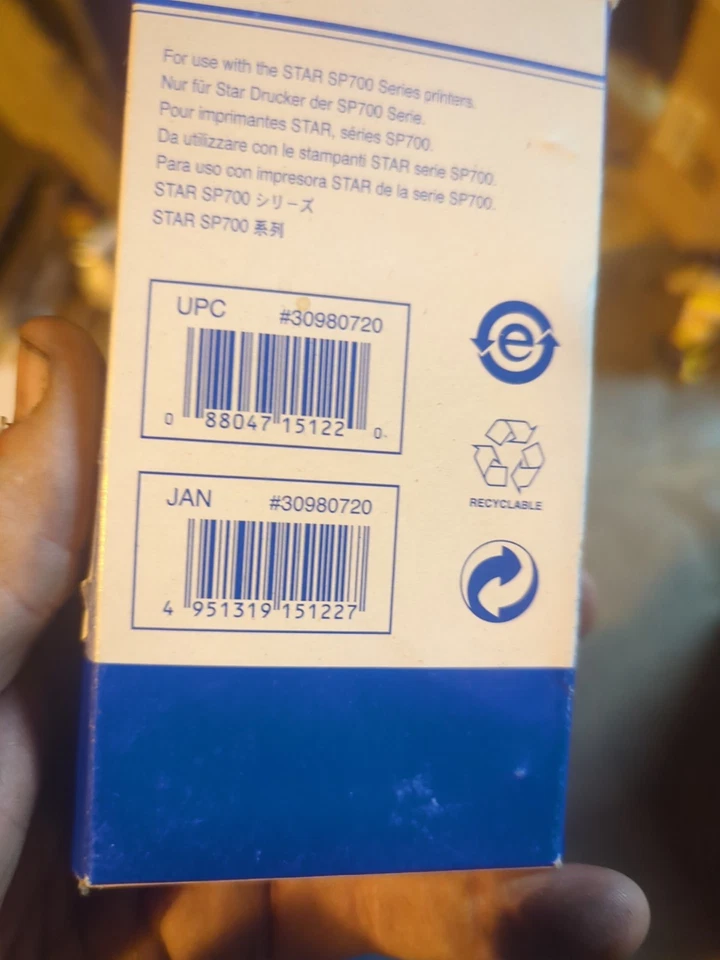 For use with the STAR SP700 Series printers.
Nur für Star Drucker der SP700 Serie.
Pour imprimantes STAR, séries SP700.
Da utilizzare con le stampanti STAR serie SP700.
Para uso con impresora STAR de la serie SP700.
STAR SP700 シリーズ
STAR SP700 系列
UPC #30980720
0 88047 15122 0
e
RECYCLABLE
JAN #30980720
4 951319 151227